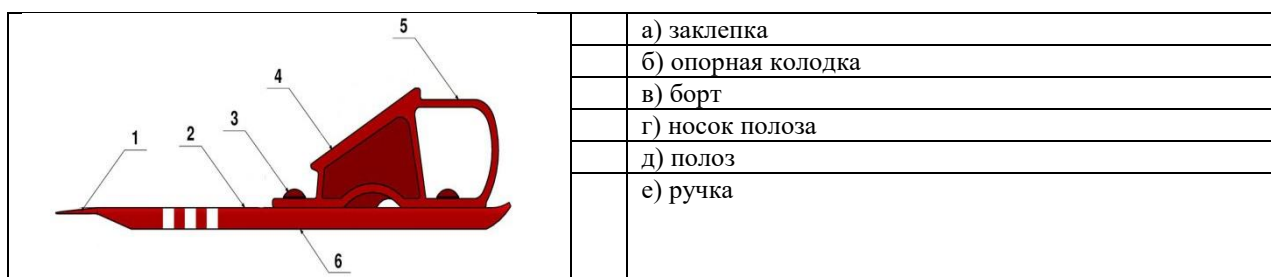 5
4
3
2
1
6
а) заклепка
б) опорная колодка
в) борт
г) носок полоза
д) полоз
е) ручка